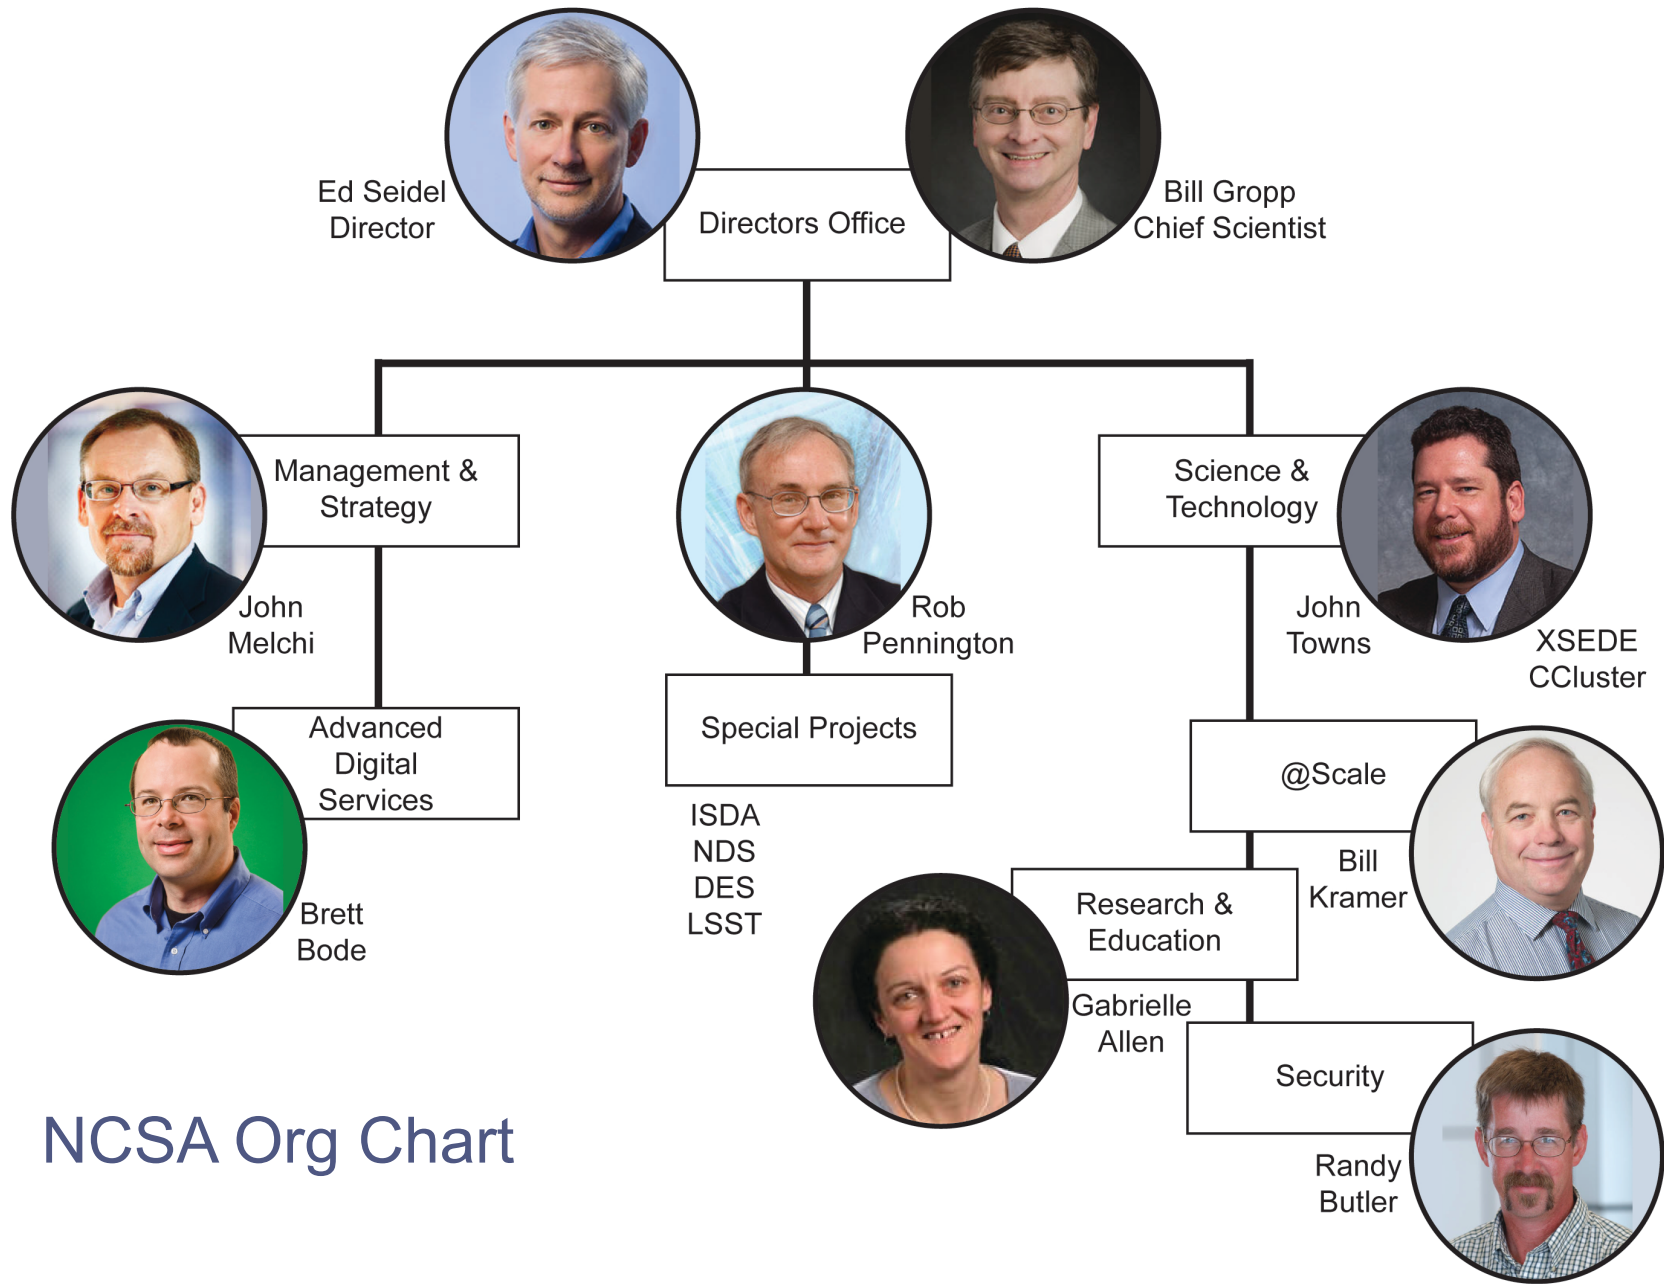 Ed Seidel
Director
Directors Office
Bill Gropp
Chief Scientist
Management &
Strategy
John
Melchi
Rob
Pennington
Science &
Technology
John
Towns
XSEDE
CCluster
Advanced
Digital
Services
Brett
Bode
Special Projects
ISDA
NDS
DES
LSST
@Scale
Bill
Kramer
Research &
Education
Gabrielle
Allen
Security
Randy
Butler
NCSA Org Chart